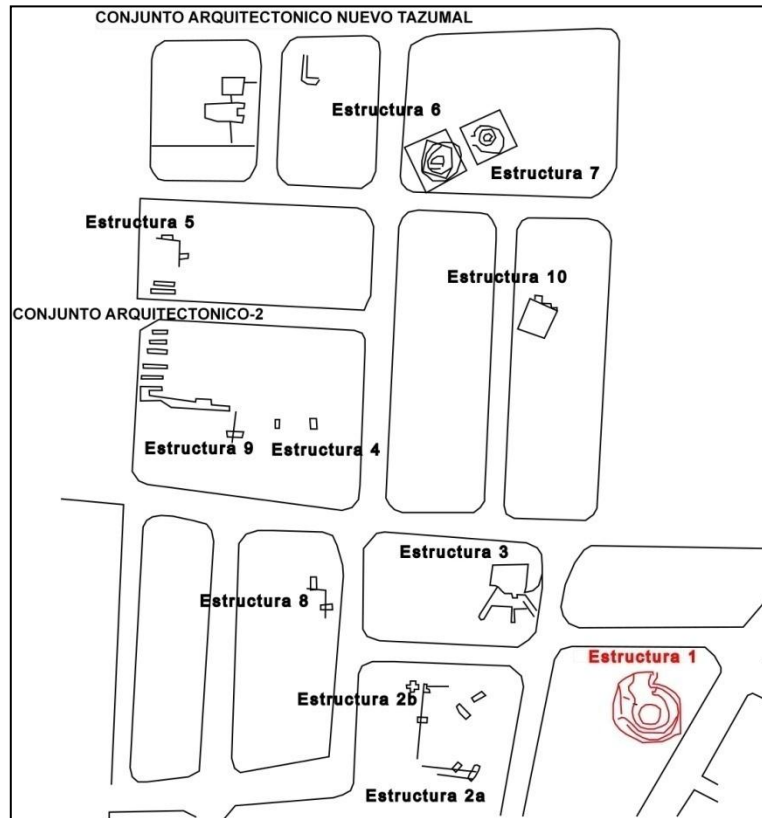 CONJUNTO ARQUITECTONICO NUEVO TAZUMAL
Estructura 6
Estructura 7
Estructura 5
Estructura 10
CONJUNTO ARQUITECTONICO-2
Estructura 9
Estructura 4
Estructura 3
Estructura 8
Estructura 1
Estructura 2b
Estructura 2a